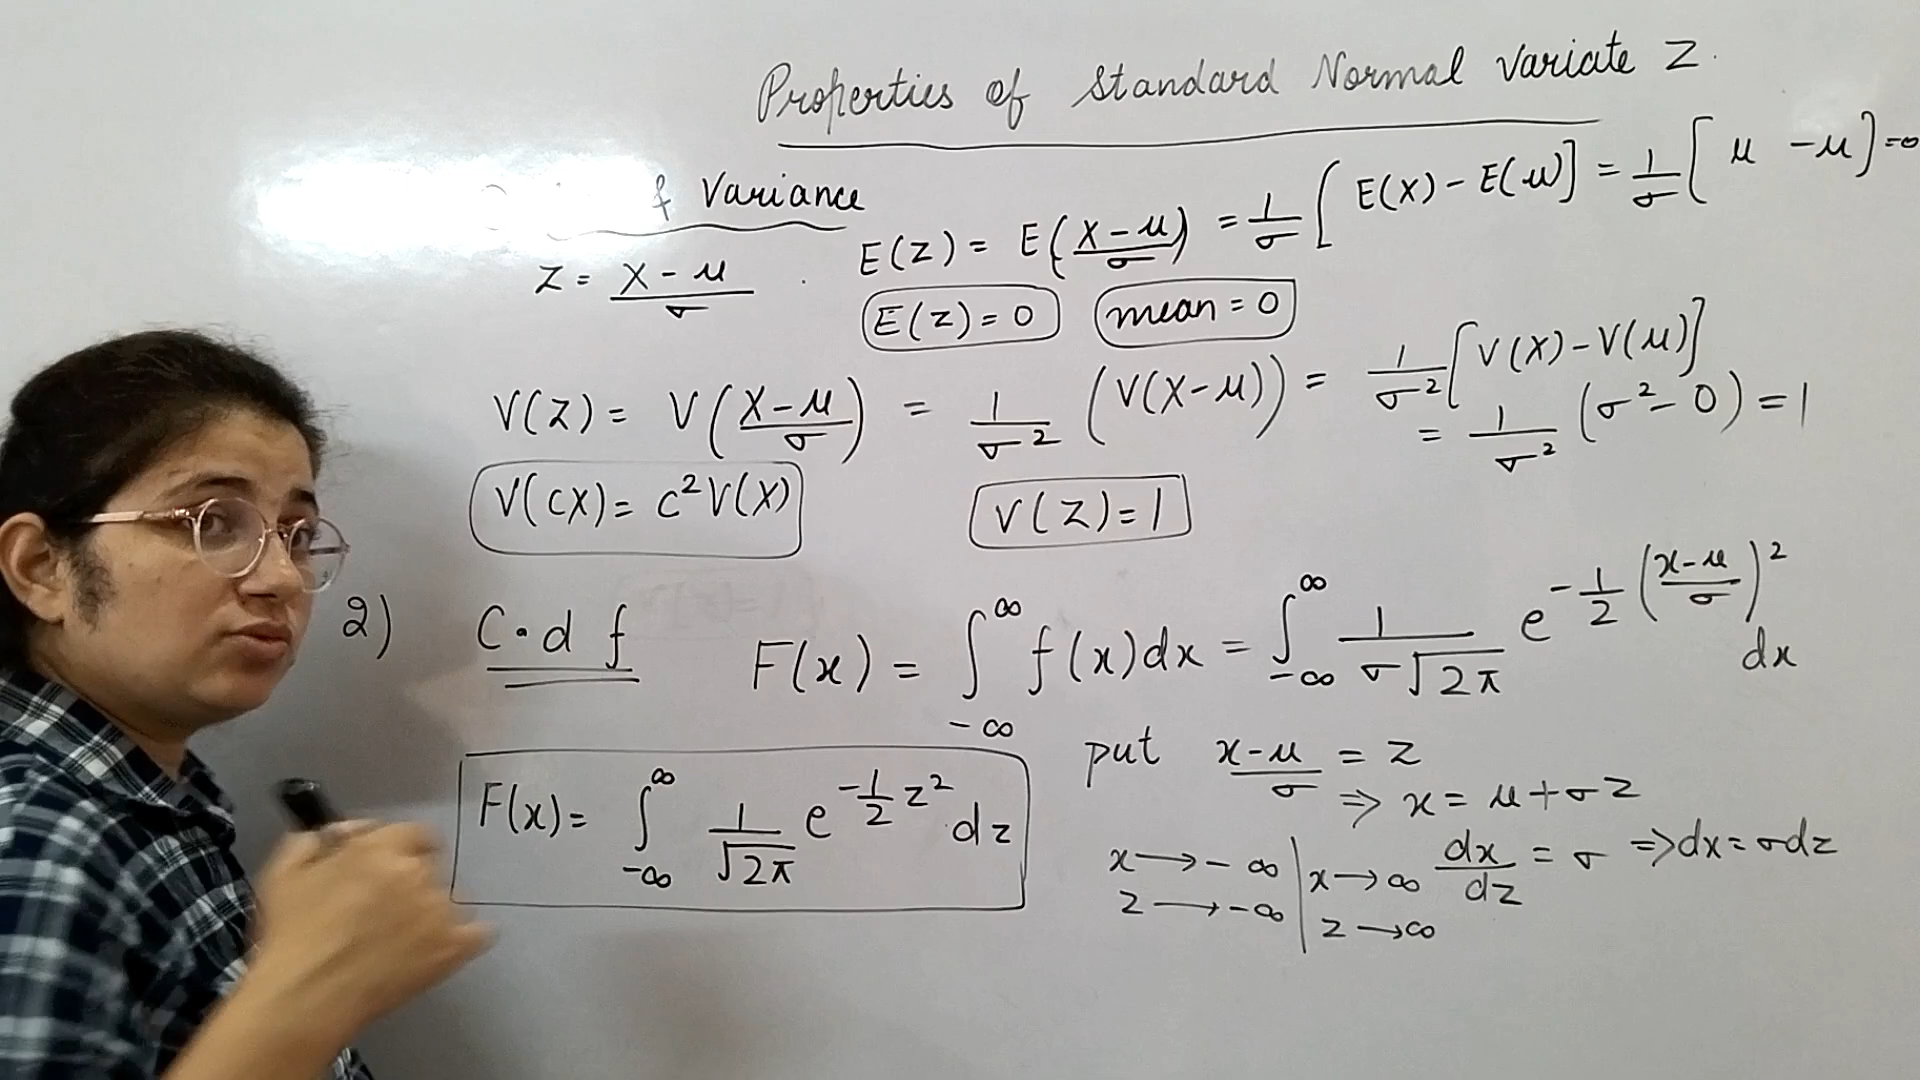 Properties of Standard Normal Variate Z.
f Variance
Z = X - μ / σ . E(Z) = E(X - μ / σ) = 1/σ [E(X) - E(μ)] = 1/σ [μ - μ] = 0
E(Z) = 0 mean = 0
V(Z) = V(X - μ / σ) = 1/σ² (V(X - μ)) = 1/σ² [V(X) - V(μ)]
= 1/σ² (σ² - 0) = 1
V(CX) = C² V(X) V(Z) = 1
2) C.d f F(x) = ∫_{-∞}^{∞} f(x) dx = ∫_{-∞}^{∞} 1/σ√2π e^{-1/2 (x-μ/σ)²} dx
put x - μ / σ = z
⇒ x = μ + σz
F(x) = ∫_{-∞}^{∞} 1/√2π e^{-1/2 z²} dz
x → -∞ | x → ∞ dx/dz = σ ⇒ dx = σdz
z → -∞ | z → ∞